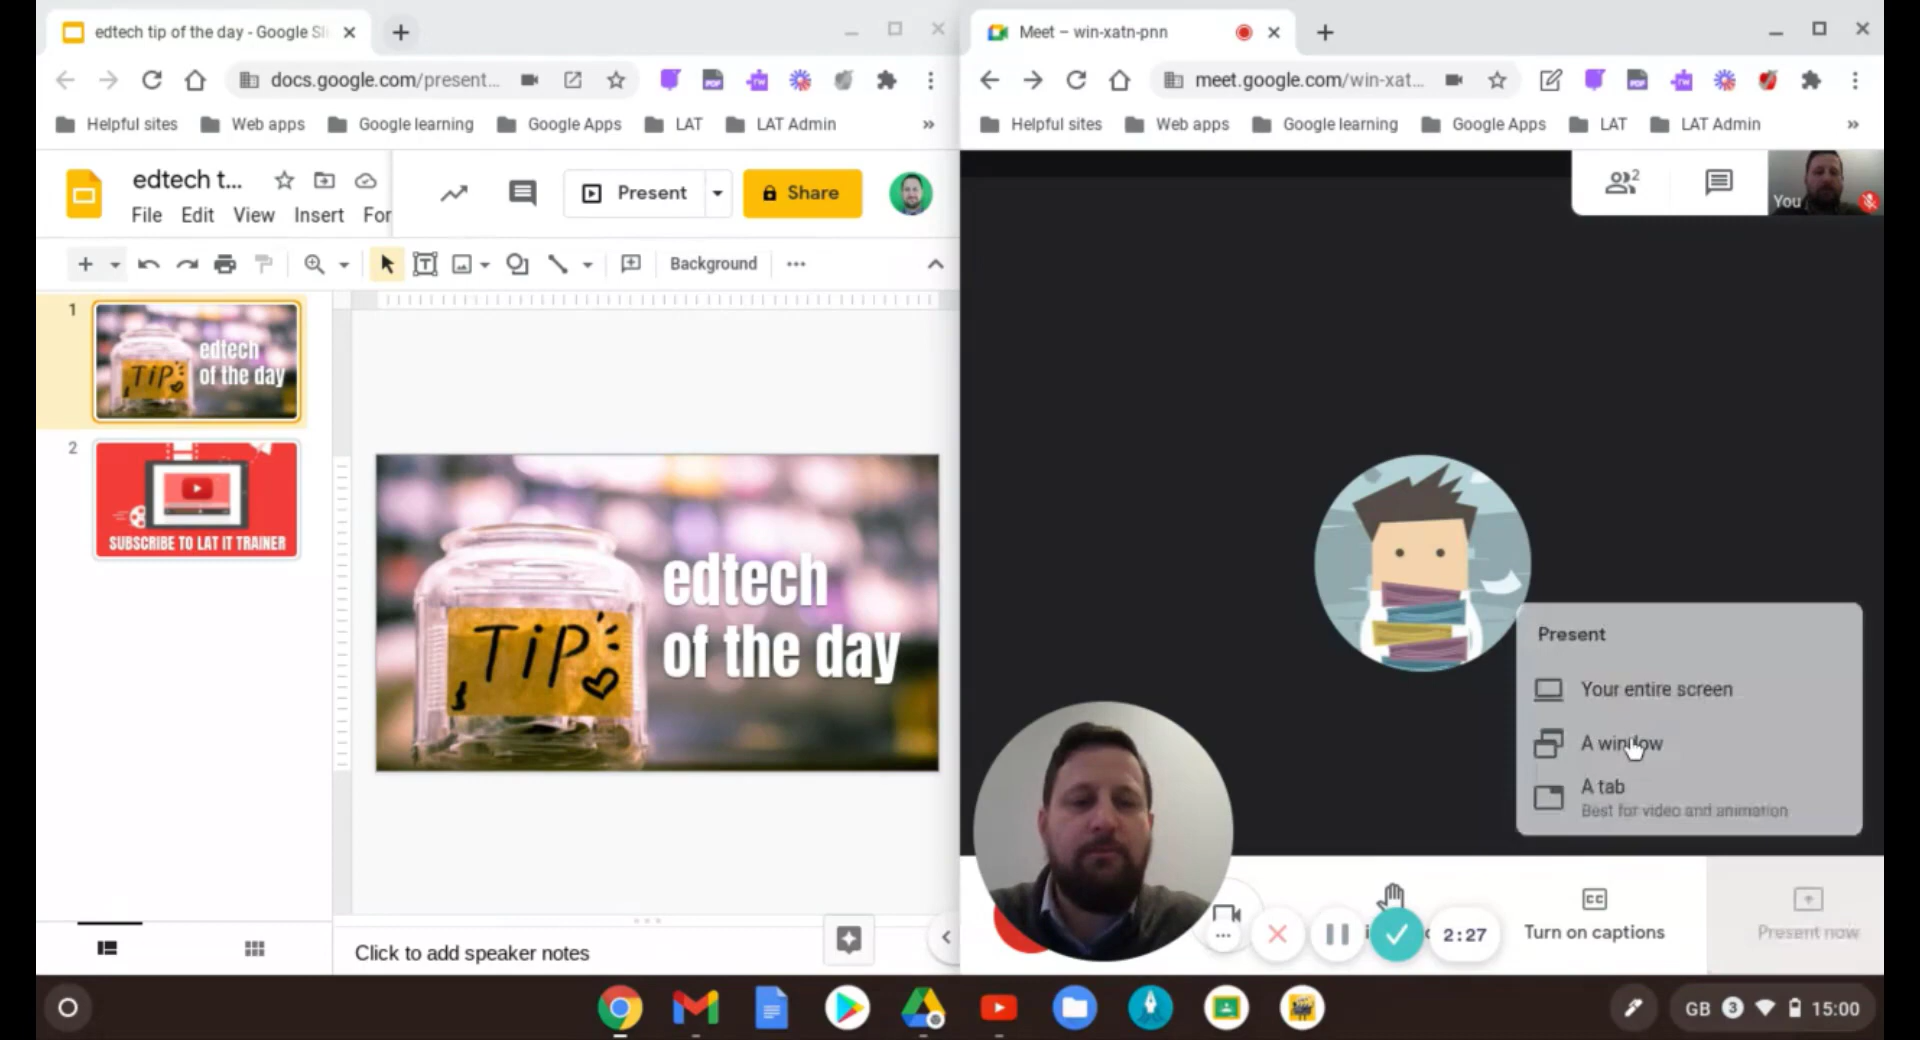 edtech tip of the day - Google Sli
docs.google.com/present...
Helpful sites
Web apps
Google learning
Google Apps
LAT
LAT Admin
»
edtech t...
File Edit View Insert For
Present
Share
Background
1
TiP
edtech
of the day
2
SUBSCRIBE TO LAT IT TRAINER
TiP
edtech
of the day
Click to add speaker notes
Meet – win-xatn-pnn
meet.google.com/win-xat...
Helpful sites
Web apps
Google learning
Google Apps
LAT
LAT Admin
»
2
You
Present
Your entire screen
A window
A tab
Best for video and animation
2:27
Turn on captions
Present now
GB 3 15:00